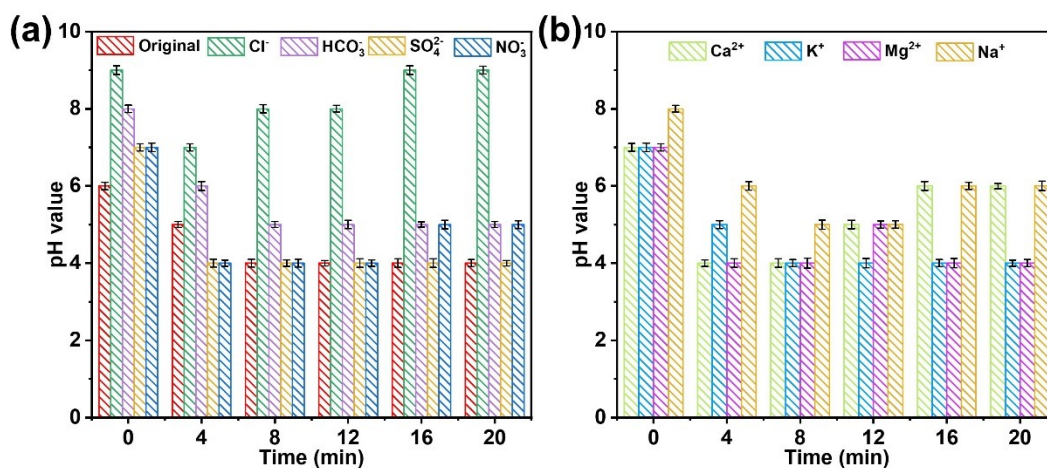 (a)
Original Cl⁻ HCO₃⁻ SO₄²⁻ NO₃⁻
pH value
10
8
6
4
2
0
0 4 8 12 16 20
Time (min)
(b)
Ca²⁺ K⁺ Mg²⁺ Na⁺
pH value
10
8
6
4
2
0
0 4 8 12 16 20
Time (min)